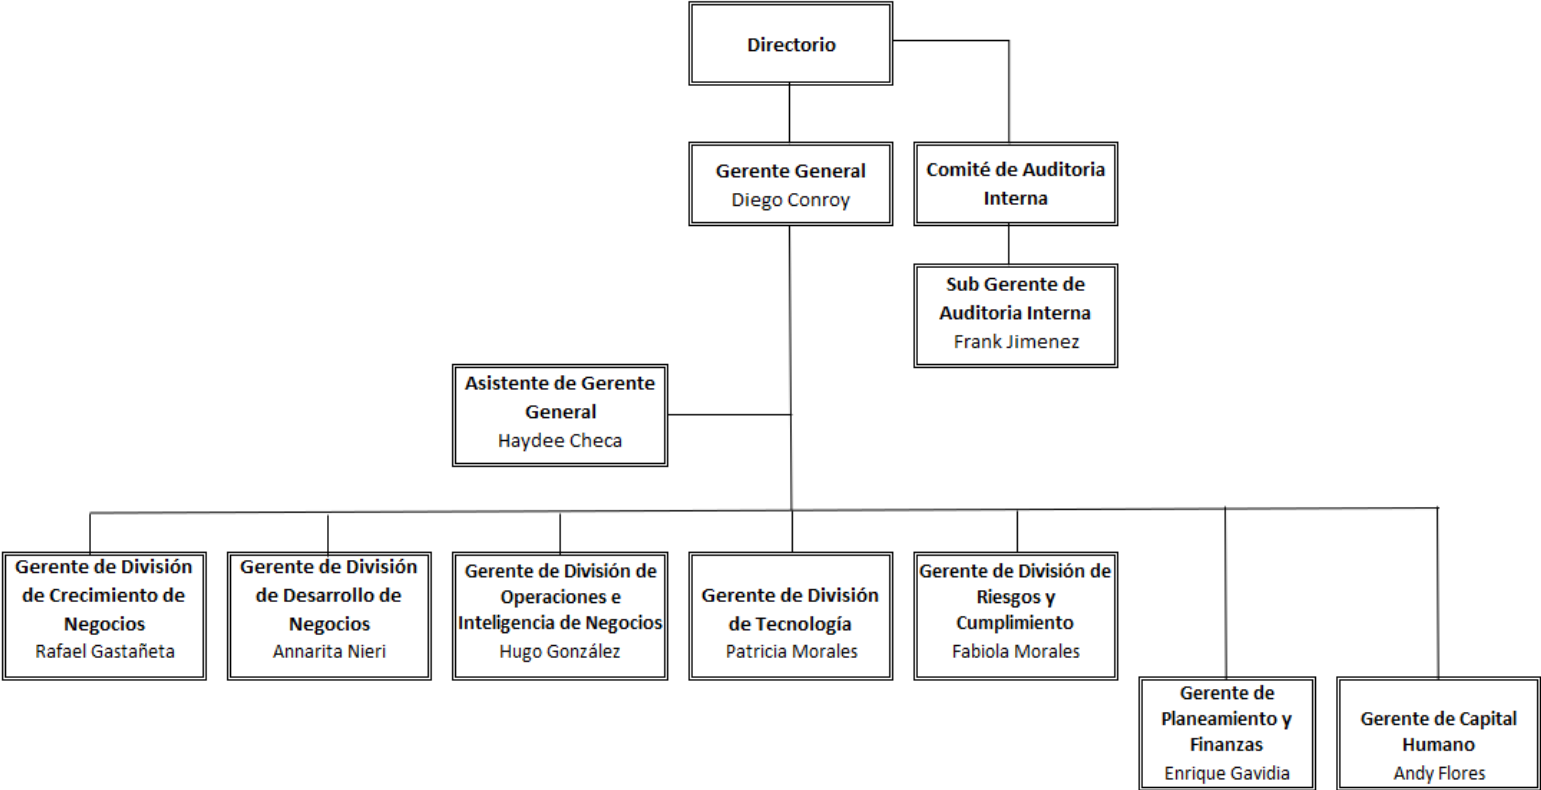 Directorio
Gerente General
Diego Conroy
Comité de Auditoria
Interna
Sub Gerente de
Auditoria Interna
Frank Jimenez
Asistente de Gerente
General
Haydee Checa
Gerente de División
de Crecimiento de
Negocios
Rafael Gastañeta
Gerente de División
de Desarrollo de
Negocios
Annarita Nieri
Gerente de División de
Operaciones e
Inteligencia de Negocios
Hugo González
Gerente de División
de Tecnología
Patricia Morales
Gerente de División de
Riesgos y
Cumplimiento
Fabiola Morales
Gerente de
Planeamiento y
Finanzas
Enrique Gavidia
Gerente de Capital
Humano
Andy Flores